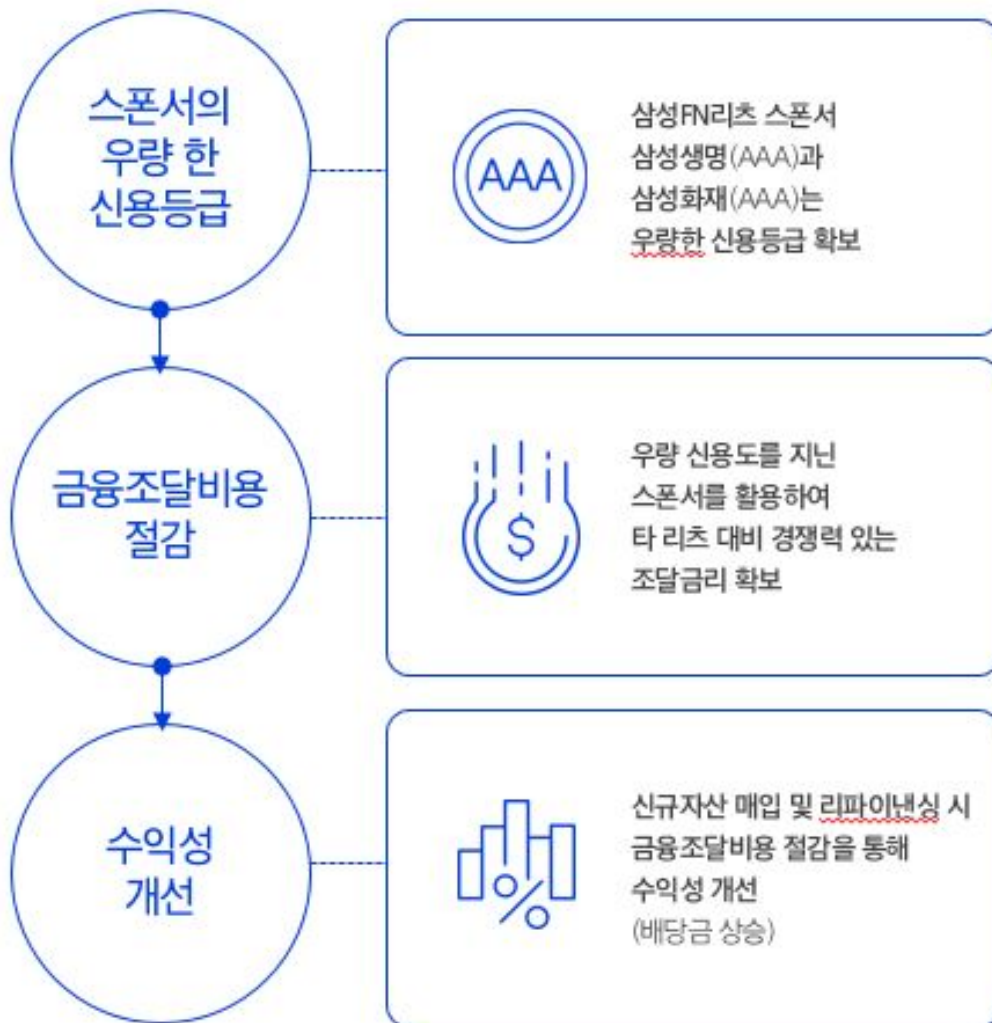 스폰서의
우량 한
신용등급
AAA
삼성FN리츠 스폰서
삼성생명(AAA)과
삼성화재(AAA)는
우량한 신용등급 확보
금융조달비용
절감
$
우량 신용도를 지닌
스폰서를 활용하여
타 리츠 대비 경쟁력 있는
조달금리 확보
수익성
개선
%
신규자산 매입 및 리파이낸싱 시
금융조달비용 절감을 통해
수익성 개선
(배당금 상승)